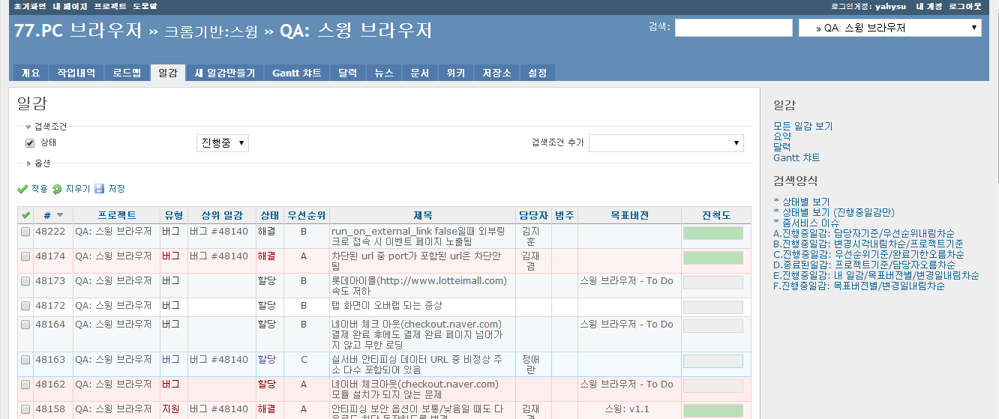 초기화면 내 페이지 프로젝트 도움말 로그인계정: yahysu 내 계정 로그아웃
77.PC 브라우저 » 크롬기반:스윙 » QA: 스윙 브라우저 검색: » QA: 스윙 브라우저
개요 작업내역 로드맵 일감 새 일감만들기 Gantt 챠트 달력 뉴스 문서 위키 저장소 설정
일감
검색조건
상태 진행중 검색조건 추가
옵션
적용 지우기 저장
# 프로젝트 유형 상위 일감 상태 우선순위 제목 담당자 범주 목표버전 진척도
48222 QA: 스윙 브라우저 버그 버그 #48140 해결 B run_on_external_link false일때 외부링 김지
크로 접속 시 이벤트 페이지 노출됨 훈
48174 QA: 스윙 브라우저 버그 버그 #48140 해결 A 차단된 url 중 port가 포함된 url은 차단안 김재
됨 겸
48173 QA: 스윙 브라우저 버그 할당 B 롯데아이몰(http://www.lotteimall.com) 스윙 브라우저 - To Do
속도 저하
48172 QA: 스윙 브라우저 버그 할당 B 탭 화면이 오버랩 되는 증상
48164 QA: 스윙 브라우저 버그 할당 B 네이버 체크 아웃(checkout.naver.com) 스윙 브라우저 - To Do
결제 완료 후에도 결제 완료 페이지 넘어가
지 않고 무한 로딩
48163 QA: 스윙 브라우저 버그 버그 #48140 할당 C 실서버 안티피싱 데이터 URL 중 비정상 주 정애
소 다수 포함되어 있음 란
48162 QA: 스윙 브라우저 버그 할당 A 네이버 체크아웃(checkout.naver.com) 스윙 브라우저 - To Do
모듈 설치가 되지 않는 문제
48158 QA: 스윙 브라우저 지원 버그 #48140 해결 A 안티피싱 보안 옵션이 보통/낮음일 때도 다 김재 스윙: v1.1
일감
모든 일감 보기
요약
달력
Gantt 챠트
검색양식
* 상태별 보기
* 상태별 보기 (진행중일감만)
* 줌서비스 이슈
A.진행중일감: 담당자기준/우선순위내림차순
B.진행중일감: 변경시각내림차순/프로젝트기준
C.진행중일감: 우선순위기준/완료기한오름차순
D.종료된일감: 프로젝트기준/담당자오름차순
E.진행중일감: 내 일감/목표버전별/변경일내림차순
F.진행중일감: 목표버전별/변경일내림차순